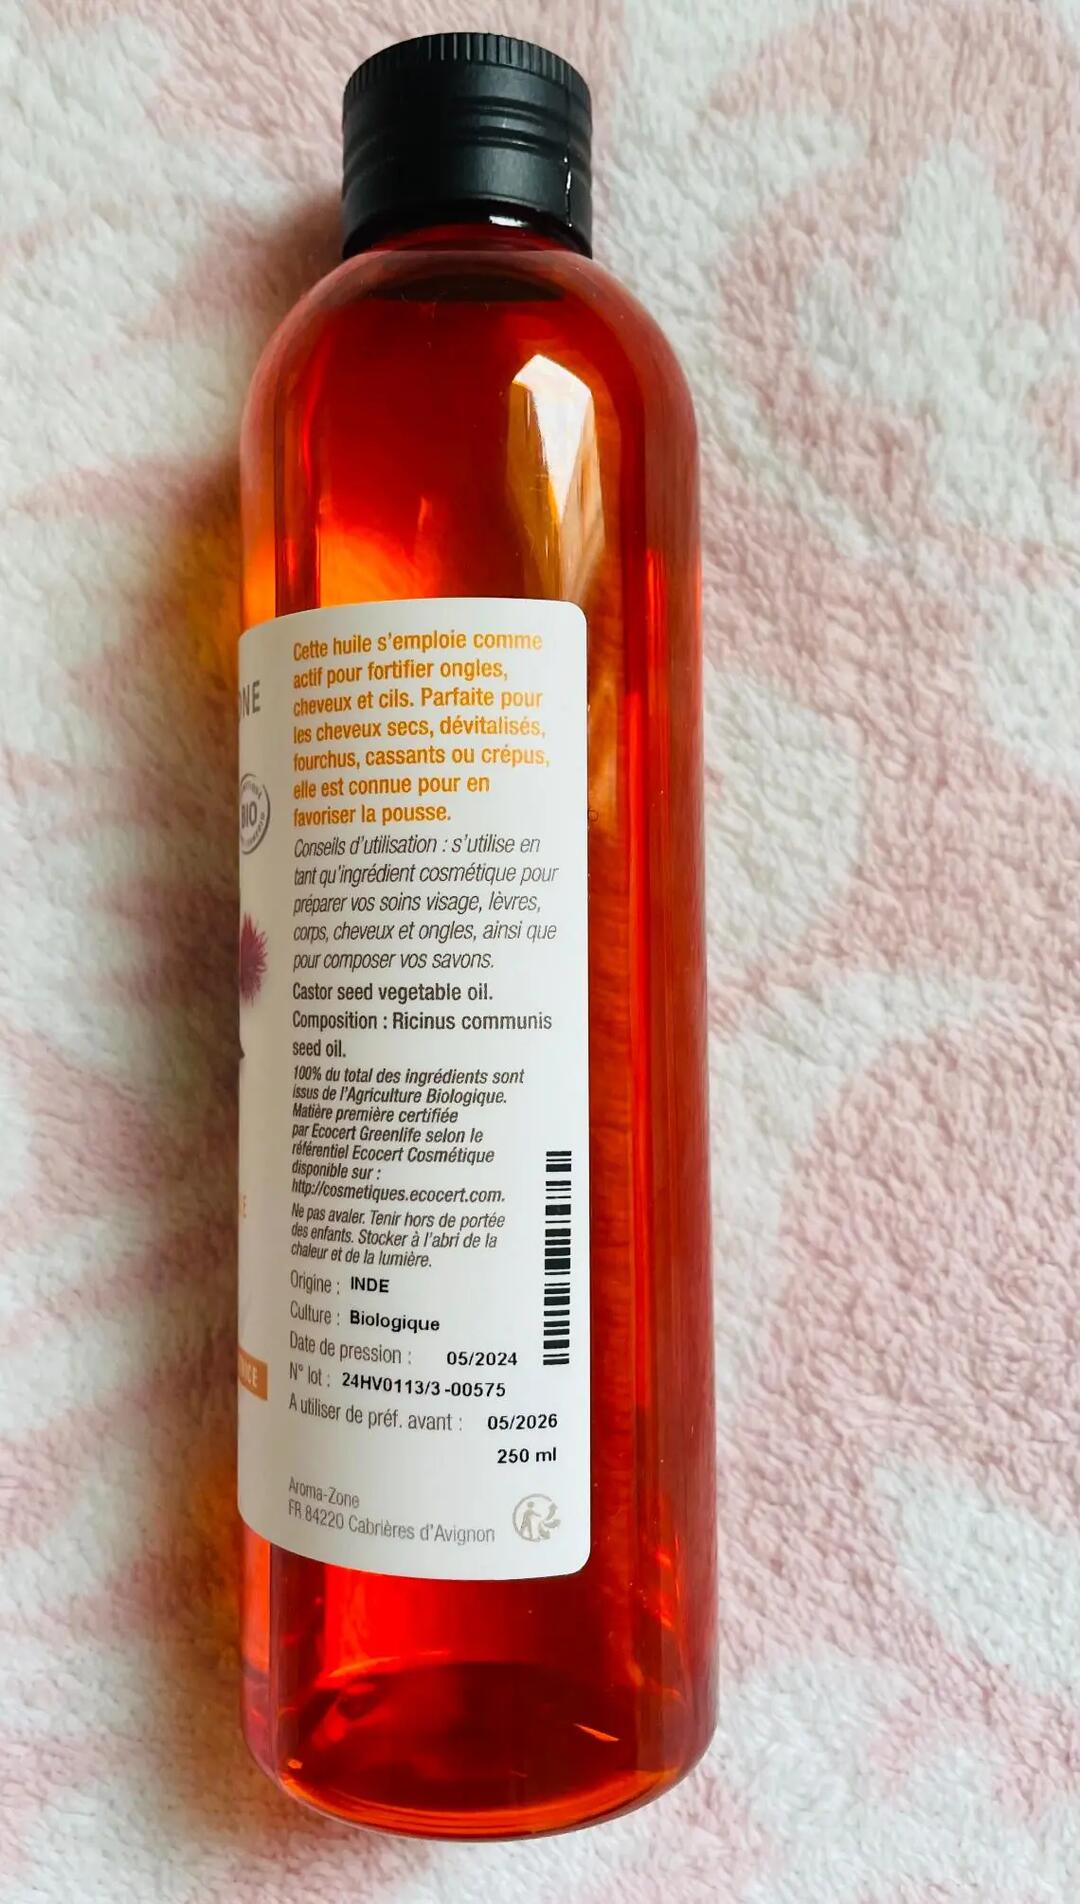 Cette huile s'emploie comme
actif pour fortifier ongles,
cheveux et cils. Parfaite pour
les cheveux secs, dévitalisés,
fourchus, cassants ou crépus,
elle est connue pour en
favoriser la pousse.
Conseils d'utilisation : s'utilise en
tant qu'ingrédient cosmétique pour
préparer vos soins visage, lèvres,
corps, cheveux et ongles, ainsi que
pour composer vos savons.
Castor seed vegetable oil.
Composition : Ricinus communis
seed oil.
100% du total des ingrédients sont
issus de l'Agriculture Biologique.
Matière première certifiée
par Ecocert Greenlife selon le
référentiel Ecocert Cosmétique
disponible sur :
http://cosmetiques.ecocert.com.
Ne pas avaler. Tenir hors de portée
des enfants. Stocker à l'abri de la
chaleur et de la lumière.
Origine : INDE
Culture : Biologique
Date de pression : 05/2024
N° lot : 24HV0113/3-00575
A utiliser de préf. avant : 05/2026
250 ml
Aroma-Zone
FR 84220 Cabrières d'Avignon
BIO